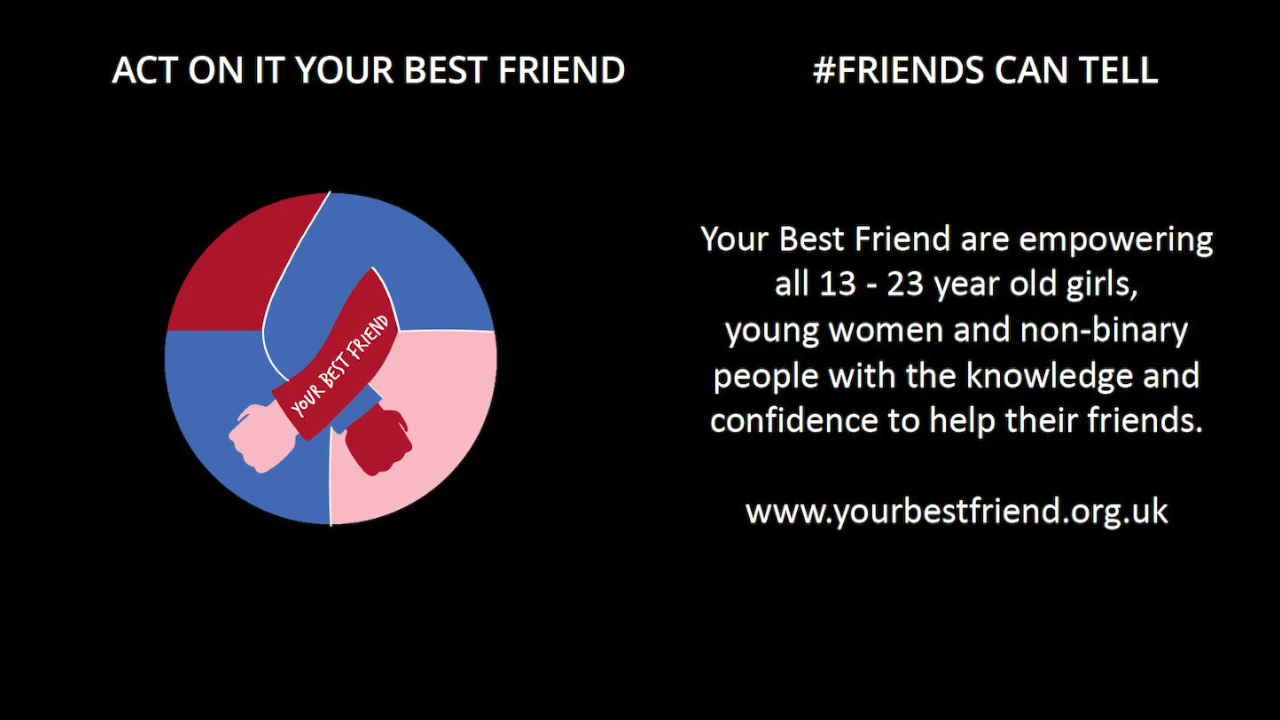 ACT ON IT YOUR BEST FRIEND
#FRIENDS CAN TELL
YOUR BEST FRIEND
Your Best Friend are empowering
all 13 - 23 year old girls,
young women and non-binary
people with the knowledge and
confidence to help their friends.
www.yourbestfriend.org.uk